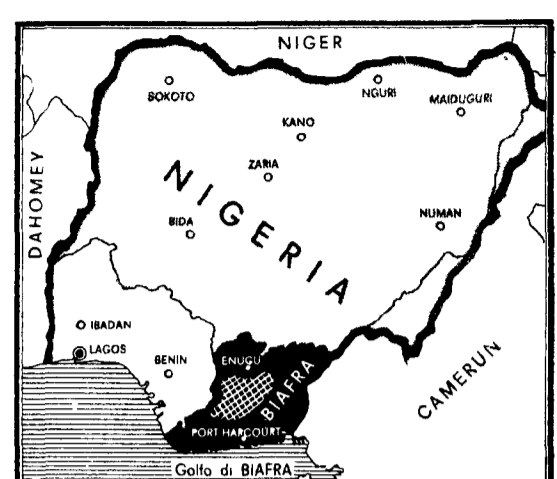 NIGER
SOKOTO
NGURI
MAIDUGURI
KANO
ZARIA
DAHOMEY
NIGERIA
BIDA
NUMAN
IBADAN
LAGOS
BENIN
ENUGU
BIAFRA
CAMERUN
PORT HARCOURT
Golfo di BIAFRA